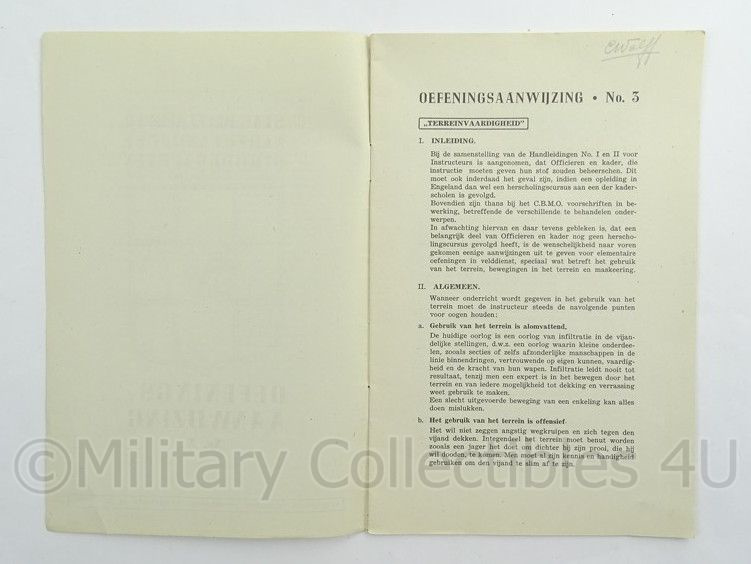 OEFENINGSAANWIJZING • No. 3
„TERREINVAARDIGHEID"
I. INLEIDING.
Bij de samenstelling van de Handleidingen No. I en II voor
Instructeurs is aangenomen, dat Officieren en kader, die
instructie moeten geven hun stof zouden beheerschen. Dit
moet ook inderdaad het geval zijn, indien een opleiding in
Engeland dan wel een herscholingscursus aan een der kader-
scholen is gevolgd.
Bovendien zijn thans bij het C.B.M.O. voorschriften in be-
werking, betreffende de verschillende te behandelen onder-
werpen.
In afwachting hiervan en daar tevens gebleken is, dat een
belangrijk deel van Officieren en kader nog geen herscho-
lingscursus gevolgd heeft, is de wenschelijkheid naar voren
gekomen eenige aanwijzingen uit te geven voor elementaire
oefeningen in velddienst, speciaal wat betreft het gebruik
van het terrein, bewegingen in het terrein en maskeering.
II. ALGEMEEN.
Wanneer onderricht wordt gegeven in het gebruik van het
terrein moet de instructeur steeds de navolgende punten
voor oogen houden:
a. Gebruik van het terrein is alomvattend.
De huidige oorlog is een oorlog van infiltratie in de vijan-
delijke stellingen, d.w.z. een oorlog waarin kleine onderdee-
len, zooals secties of zelfs afzonderlijke manschappen in de
linie binnendringen, vertrouwende op eigen kunnen, vaardig-
heid en de kracht van hun wapen. Infiltratie leidt nooit tot
resultaat, tenzij men een expert is in het bewegen door het
terrein en van iedere mogelijkheid tot dekking en verrassing
weet gebruik te maken.
Een slecht uitgevoerde beweging van een enkeling kan alles
doen mislukken.
b. Het gebruik van het terrein is offensief.
Het wil niet zeggen angstig wegkruipen en zich tegen den
vijand dekken. Integendeel het terrein moet benut worden
zooals een jager het doet om dichter bij zijn prooi, die hij
wil dooden, te komen. Men moet al zijn kennis en handigheid
gebruiken om den vijand te slim af te zijn.
©Military Collectibles 4U